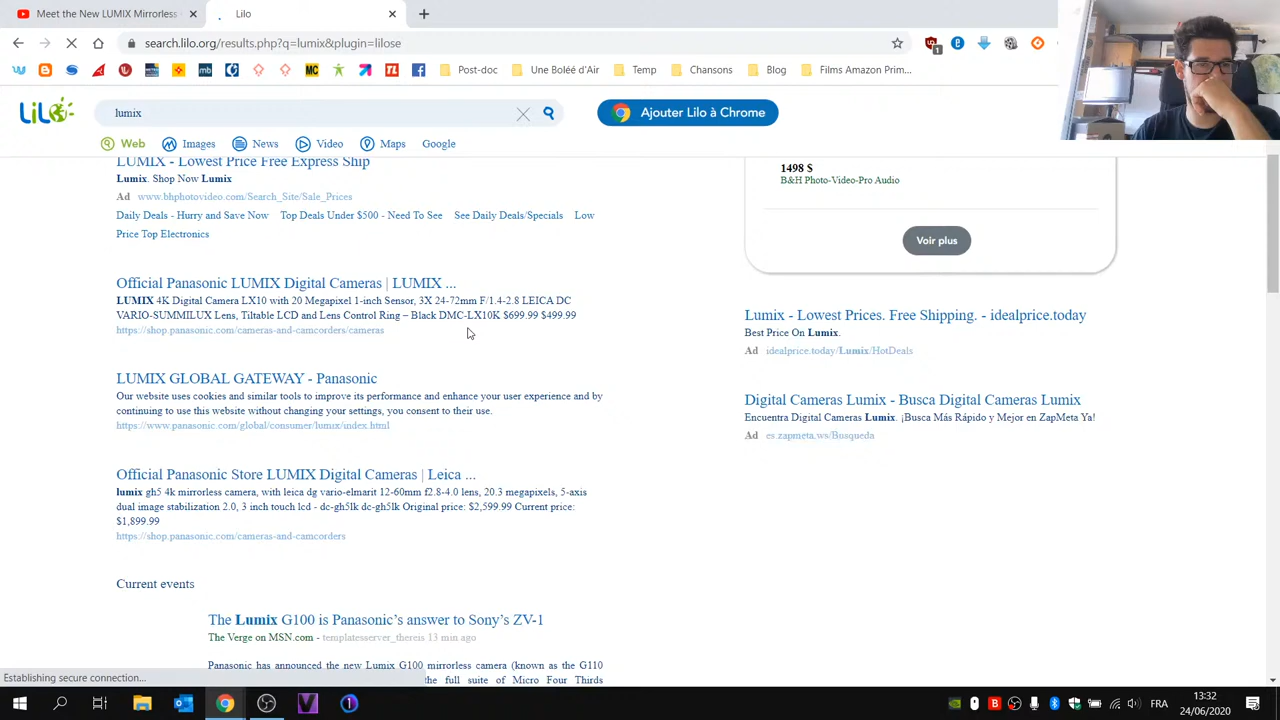 Meet the New LUMIX Mirrorless
Lilo
search.lilo.org/results.php?q=lumix&plugin=lilose
Post-doc
Une Boléé d'Air
Temp
Chansons
Blog
Films Amazon Prim...
Lilo
lumix
Ajouter Lilo à Chrome
Web
Images
News
Video
Maps
Google
LUMIX - Lowest Price Free Express Ship
Lumix. Shop Now Lumix
Ad www.bhphotovideo.com/Search_Site/Sale_Prices
Daily Deals - Hurry and Save Now Top Deals Under $500 - Need To See See Daily Deals/Specials Low
Price Top Electronics
Official Panasonic LUMIX Digital Cameras | LUMIX ...
LUMIX 4K Digital Camera LX10 with 20 Megapixel 1-inch Sensor, 3X 24-72mm F/1.4-2.8 LEICA DC
VARIO-SUMMILUX Lens, Tiltable LCD and Lens Control Ring – Black DMC-LX10K $699.99 $499.99
https://shop.panasonic.com/cameras-and-camcorders/cameras
LUMIX GLOBAL GATEWAY - Panasonic
Our website uses cookies and similar tools to improve its performance and enhance your user experience and by
continuing to use this website without changing your settings, you consent to their use.
https://www.panasonic.com/global/consumer/lumix/index.html
Official Panasonic Store LUMIX Digital Cameras | Leica ...
lumix gh5 4k mirrorless camera, with leica dg vario-elmarit 12-60mm f2.8-4.0 lens, 20.3 megapixels, 5-axis
dual image stabilization 2.0, 3 inch touch lcd - dc-gh5lk dc-gh5lk Original price: $2,599.99 Current price:
$1,899.99
https://shop.panasonic.com/cameras-and-camcorders
Current events
The Lumix G100 is Panasonic’s answer to Sony’s ZV-1
The Verge on MSN.com - templatesserver_thereis 13 min ago
Panasonic has announced the new Lumix G100 mirrorless camera (known as the G110
the full suite of Micro Four Thirds
1498 $
B&H Photo-Video-Pro Audio
Voir plus
Lumix - Lowest Prices. Free Shipping. - idealprice.today
Best Price On Lumix.
Ad idealprice.today/Lumix/HotDeals
Digital Cameras Lumix - Busca Digital Cameras Lumix
Encuentra Digital Cameras Lumix. ¡Busca Más Rápido y Mejor en ZapMeta Ya!
Ad es.zapmeta.ws/Busqueda
Establishing secure connection...
FRA
13:32
24/06/2020